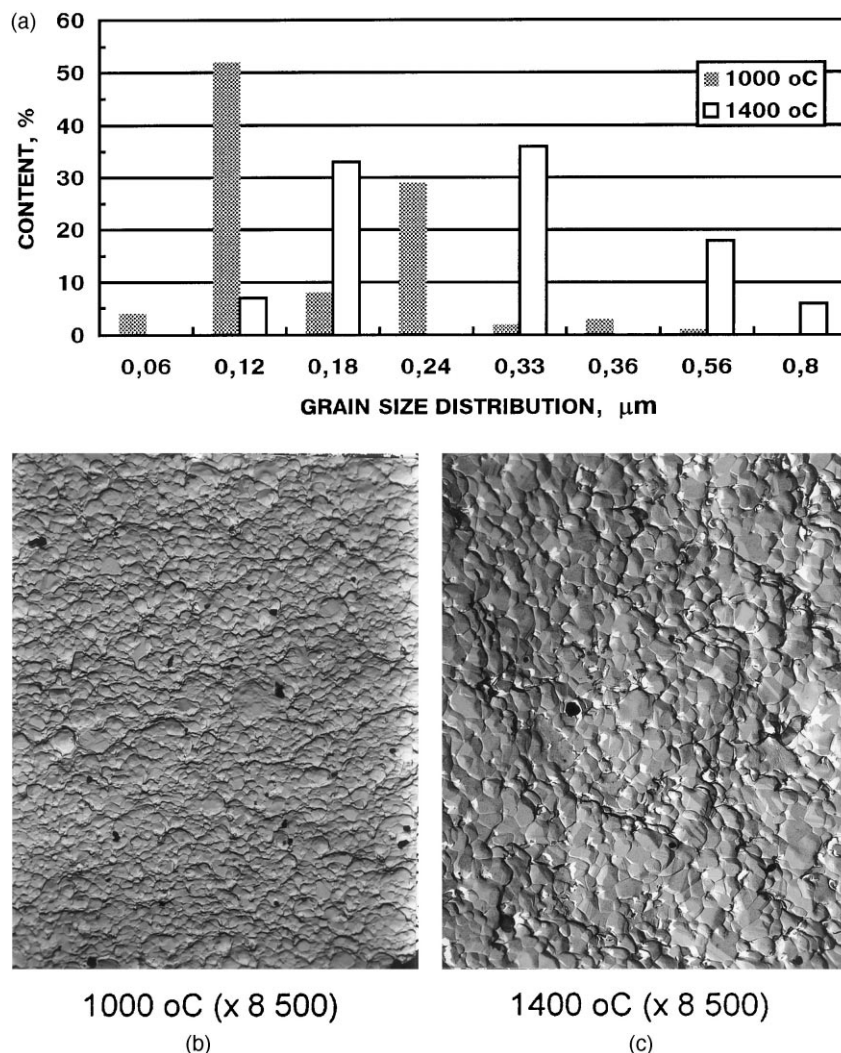 (a)
60
50
40
30
20
10
0
CONTENT, %
1000 oC
1400 oC
0,06 0,12 0,18 0,24 0,33 0,36 0,56 0,8
GRAIN SIZE DISTRIBUTION, μm
1000 oC (x 8 500)
(b)
1400 oC (x 8 500)
(c)